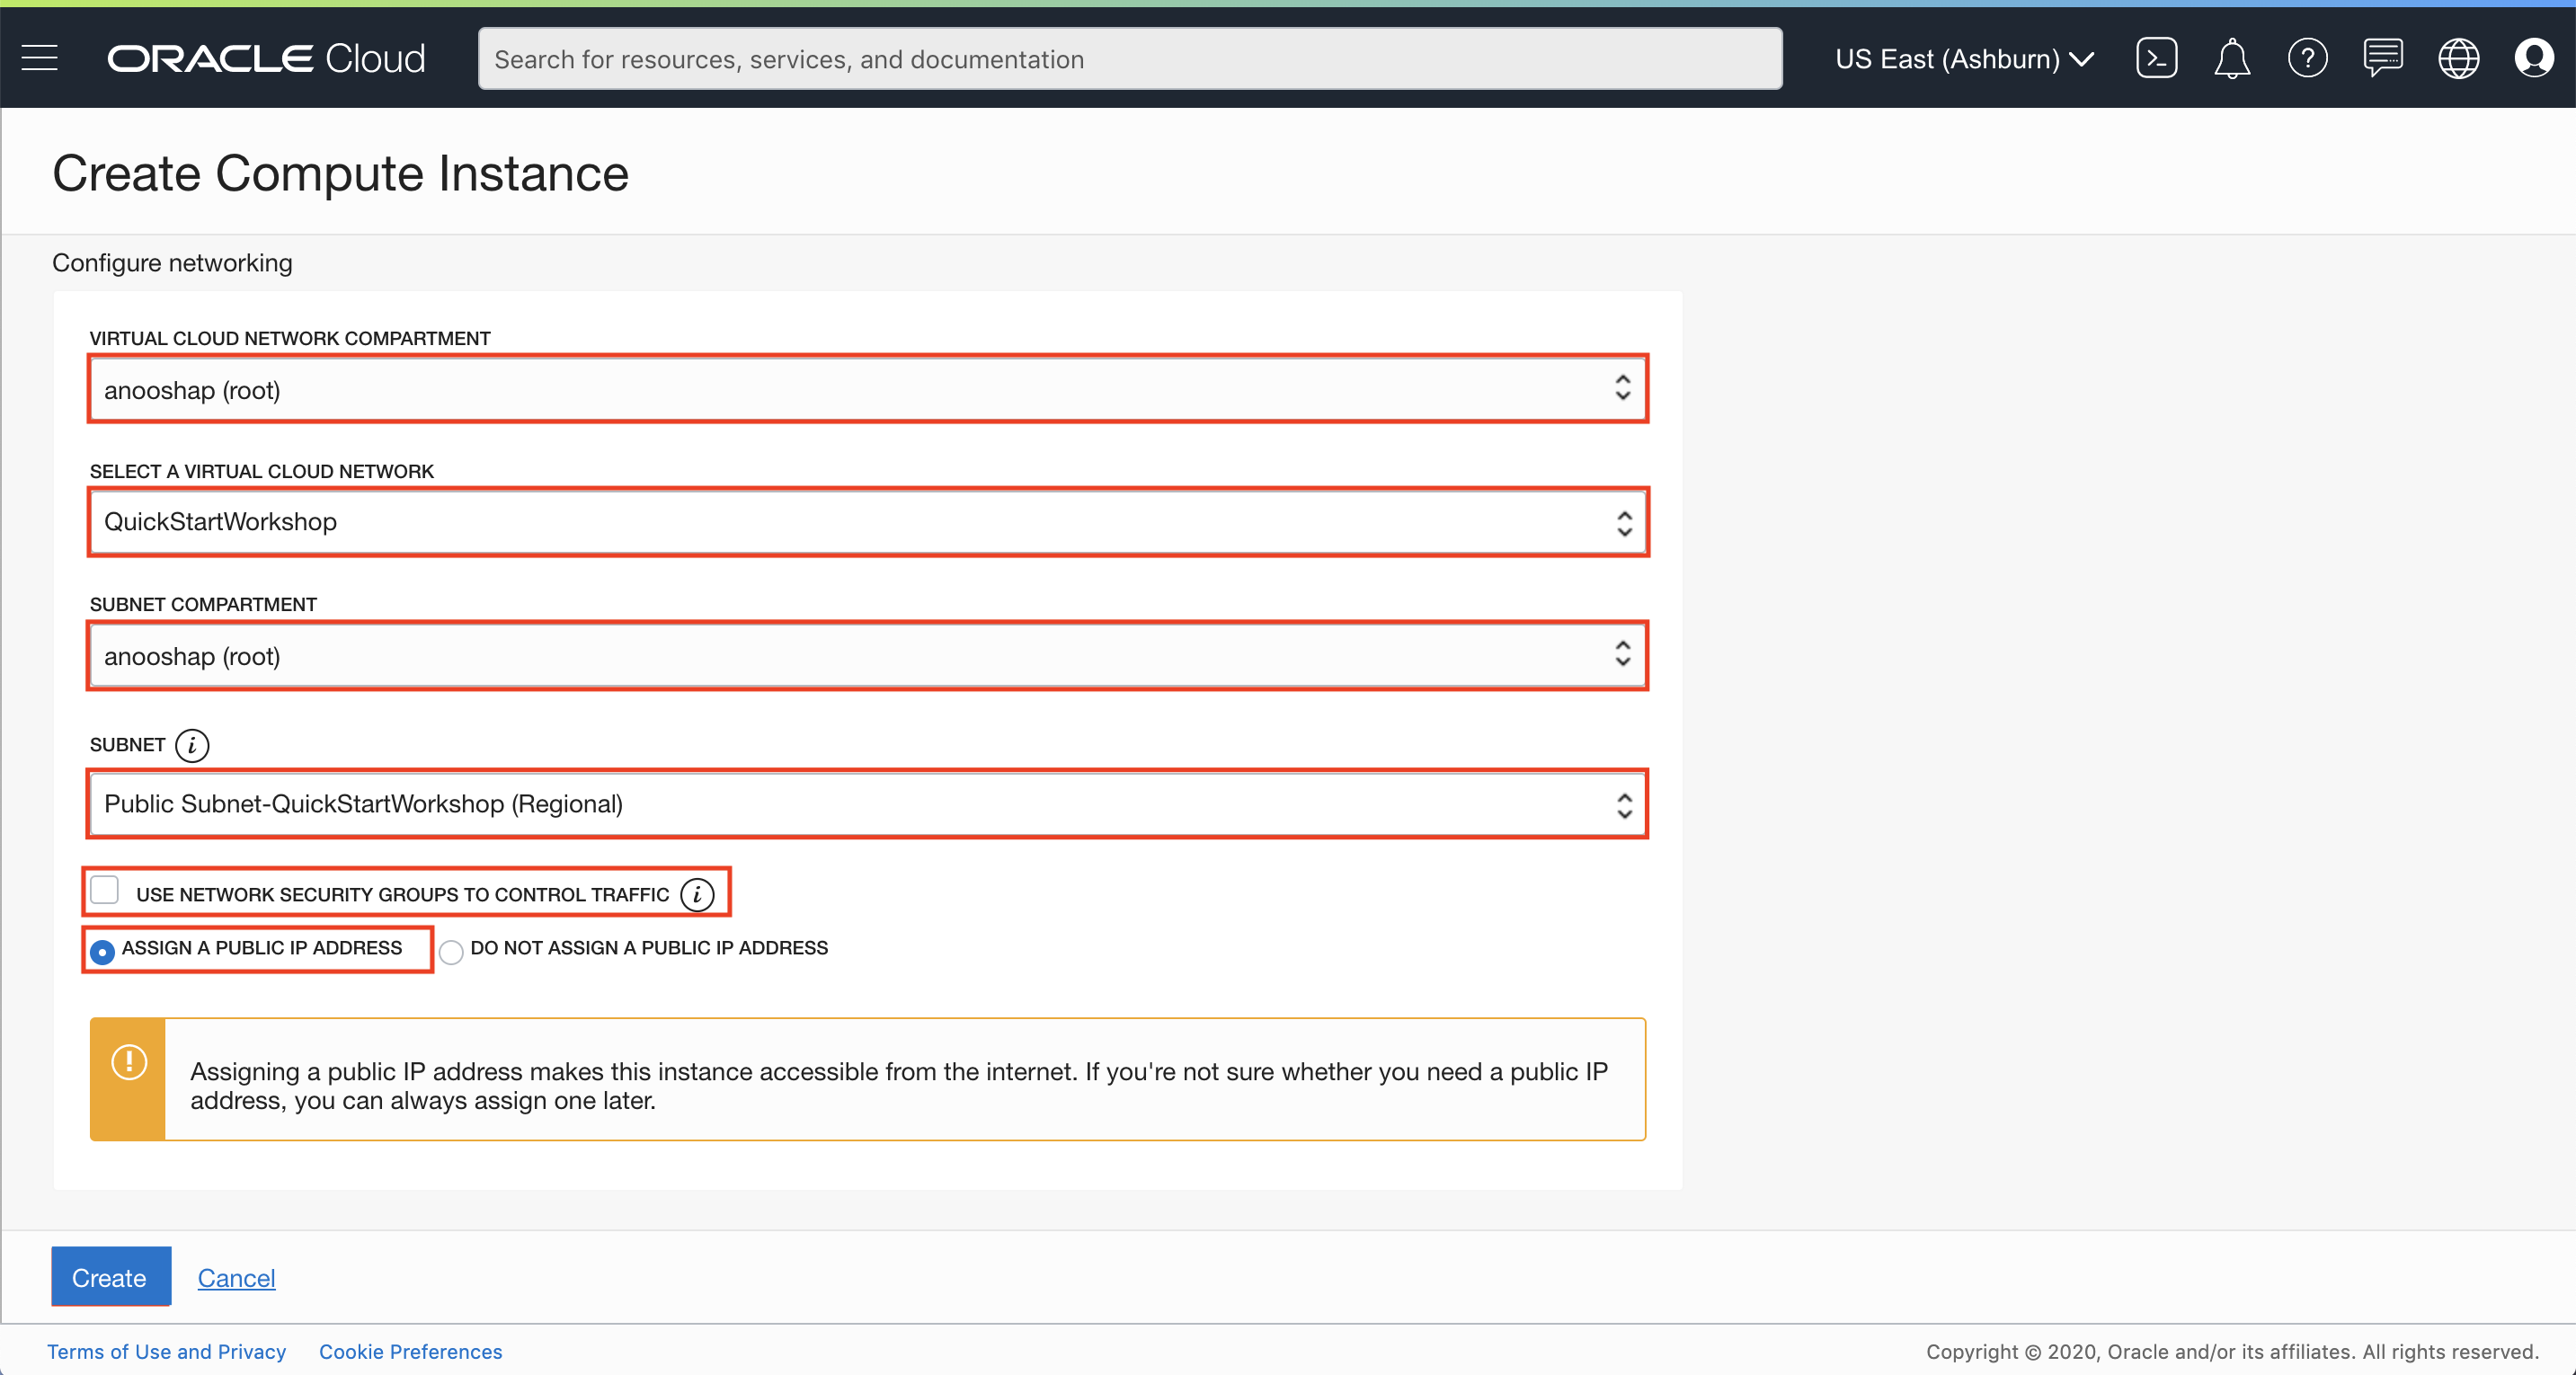 ORACLE Cloud
Search for resources, services, and documentation
US East (Ashburn)
Create Compute Instance
Configure networking
VIRTUAL CLOUD NETWORK COMPARTMENT
anooshap (root)
SELECT A VIRTUAL CLOUD NETWORK
QuickStartWorkshop
SUBNET COMPARTMENT
anooshap (root)
SUBNET i
Public Subnet-QuickStartWorkshop (Regional)
USE NETWORK SECURITY GROUPS TO CONTROL TRAFFIC i
ASSIGN A PUBLIC IP ADDRESS DO NOT ASSIGN A PUBLIC IP ADDRESS
Assigning a public IP address makes this instance accessible from the internet. If you're not sure whether you need a public IP
address, you can always assign one later.
Create Cancel
Terms of Use and Privacy Cookie Preferences
Copyright © 2020, Oracle and/or its affiliates. All rights reserved.